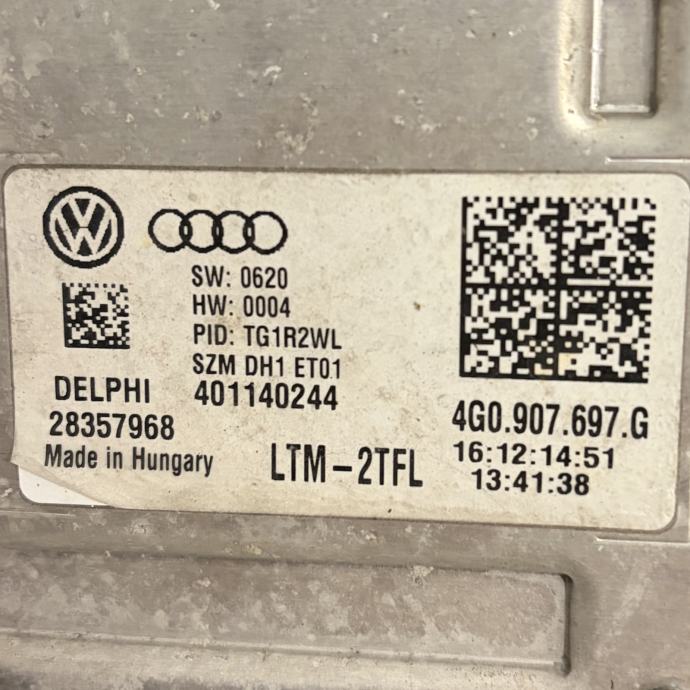 SW: 0620
HW: 0004
PID: TG1R2WL
SZM DH1 ET01
DELPHI 401140244
28357968
Made in Hungary
LTM-2TFL
4G0.907.697.G
16:12:14:51
13:41:38